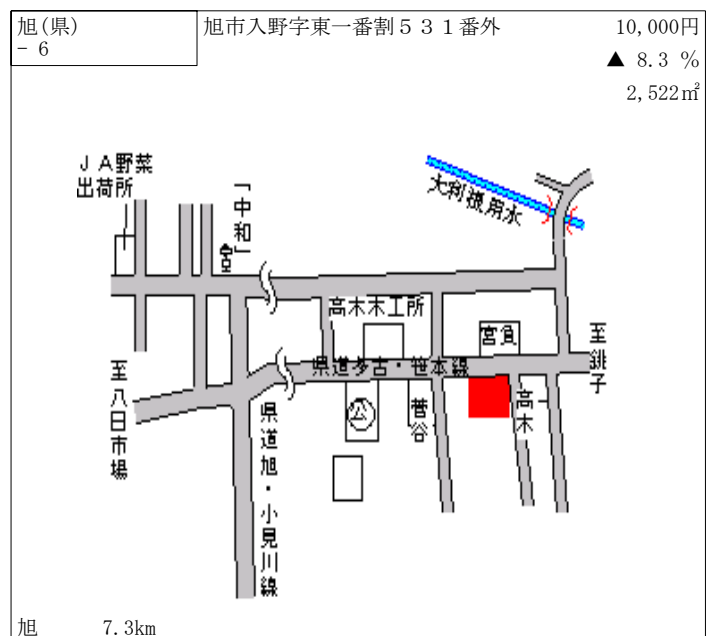 旭(県)
- 6
旭市入野字東一番割５３１番外
10,000円
▲ 8.3 %
2,522㎡
ＪＡ野菜
出荷所
「中和」
大利根用水
高木木工所
宮負
至銚子
県道多古・笹本線
至八日市場
公
菅谷
高木
県道旭・小見川線
旭 7.3km